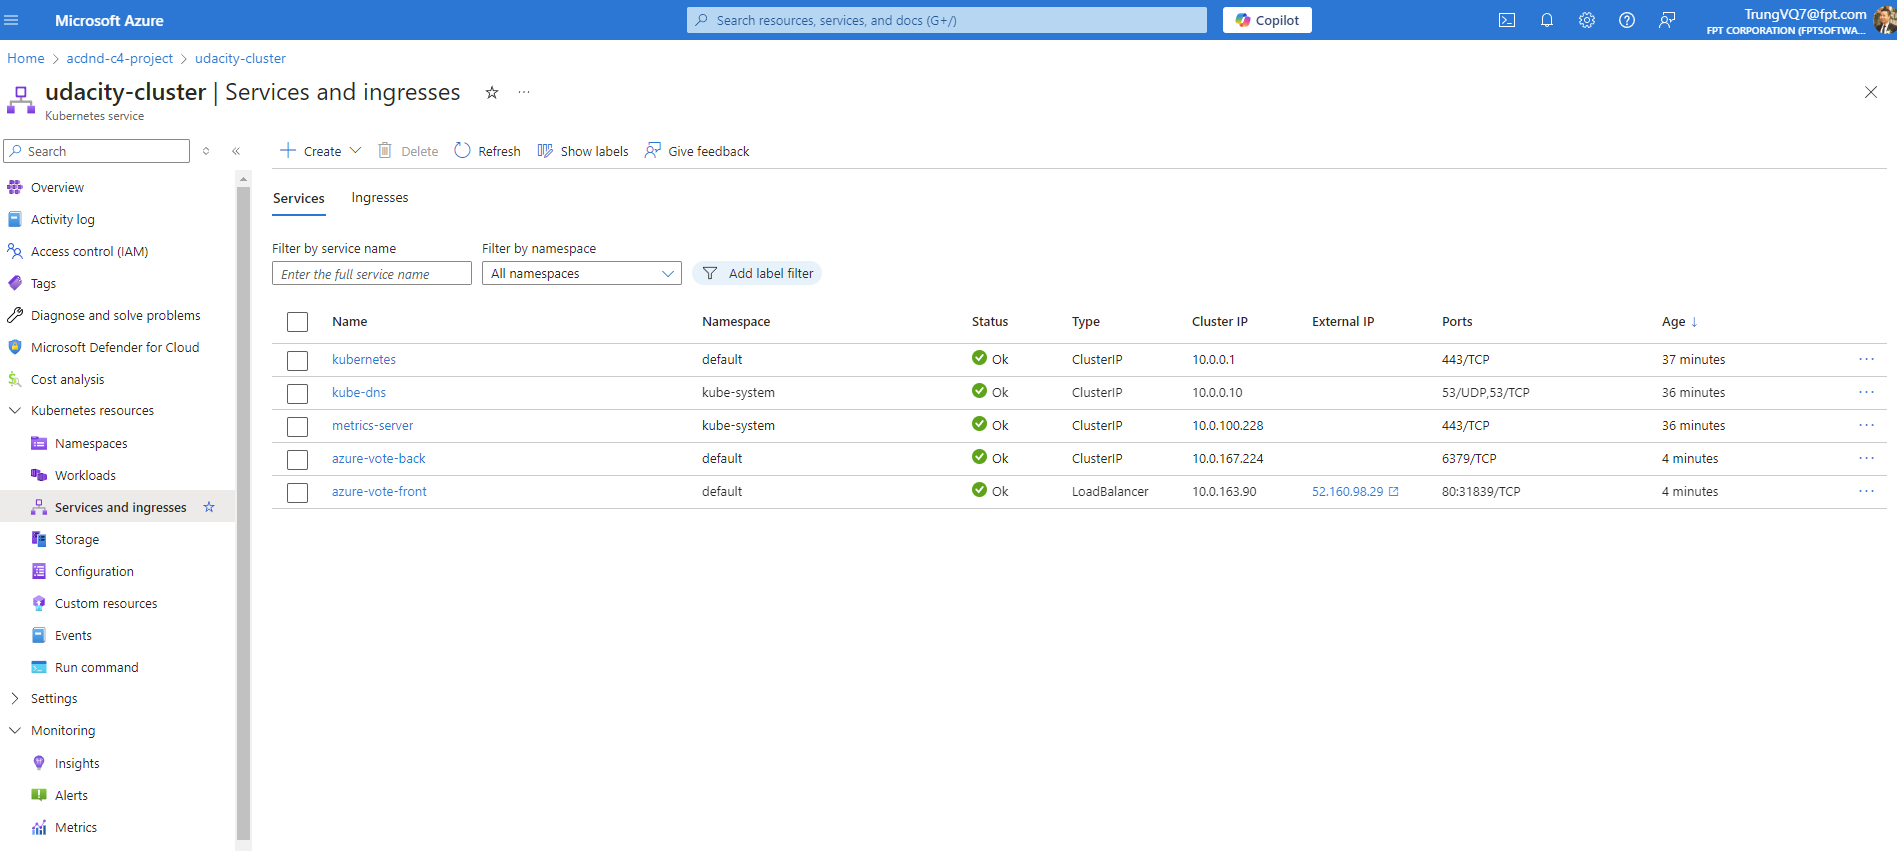 Microsoft Azure
Search resources, services, and docs (G+/)
Copilot
TrungVQ7@fpt.com
FPT CORPORATION (FPTSOFTWA...
Home > acdnd-c4-project > udacity-cluster
udacity-cluster | Services and ingresses
Kubernetes service
Search
Create
Delete
Refresh
Show labels
Give feedback
Overview
Activity log
Access control (IAM)
Tags
Diagnose and solve problems
Microsoft Defender for Cloud
Cost analysis
Kubernetes resources
Namespaces
Workloads
Services and ingresses
Storage
Configuration
Custom resources
Events
Run command
Settings
Monitoring
Insights
Alerts
Metrics
Services Ingresses
Filter by service name
Enter the full service name
Filter by namespace
All namespaces
Add label filter
Name Namespace Status Type Cluster IP External IP Ports Age ↓
kubernetes default Ok ClusterIP 10.0.0.1 443/TCP 37 minutes
kube-dns kube-system Ok ClusterIP 10.0.0.10 53/UDP,53/TCP 36 minutes
metrics-server kube-system Ok ClusterIP 10.0.100.228 443/TCP 36 minutes
azure-vote-back default Ok ClusterIP 10.0.167.224 6379/TCP 4 minutes
azure-vote-front default Ok LoadBalancer 10.0.163.90 52.160.98.29 80:31839/TCP 4 minutes